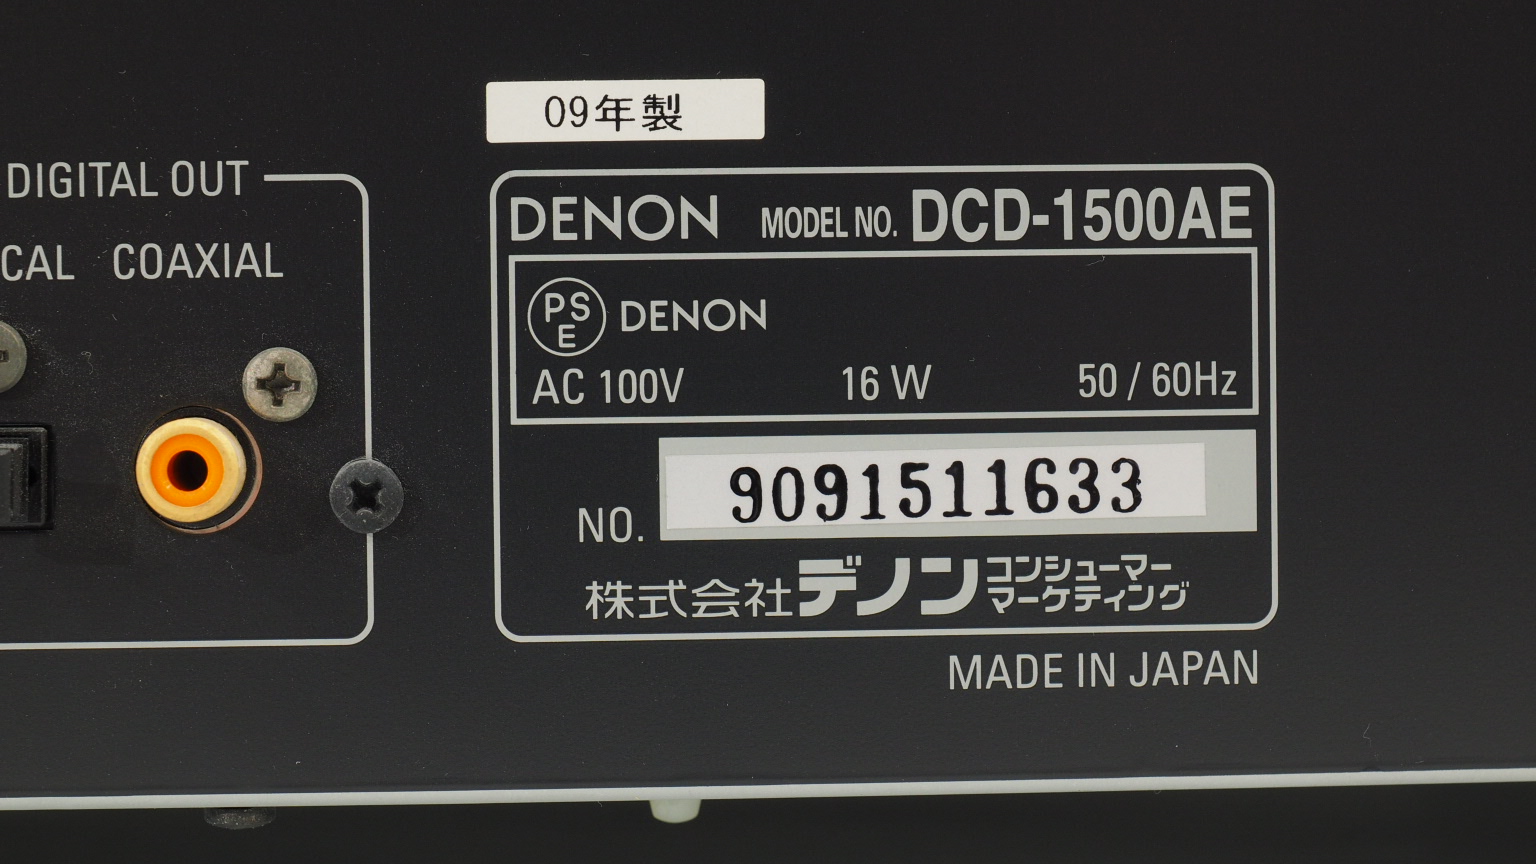 09年製
DIGITAL OUT
CAL COAXIAL
DENON MODEL NO. DCD-1500AE
PSE DENON
AC 100V 16 W 50 / 60Hz
NO. 9091511633
株式会社デノン コンシューマー
マーケティング
MADE IN JAPAN